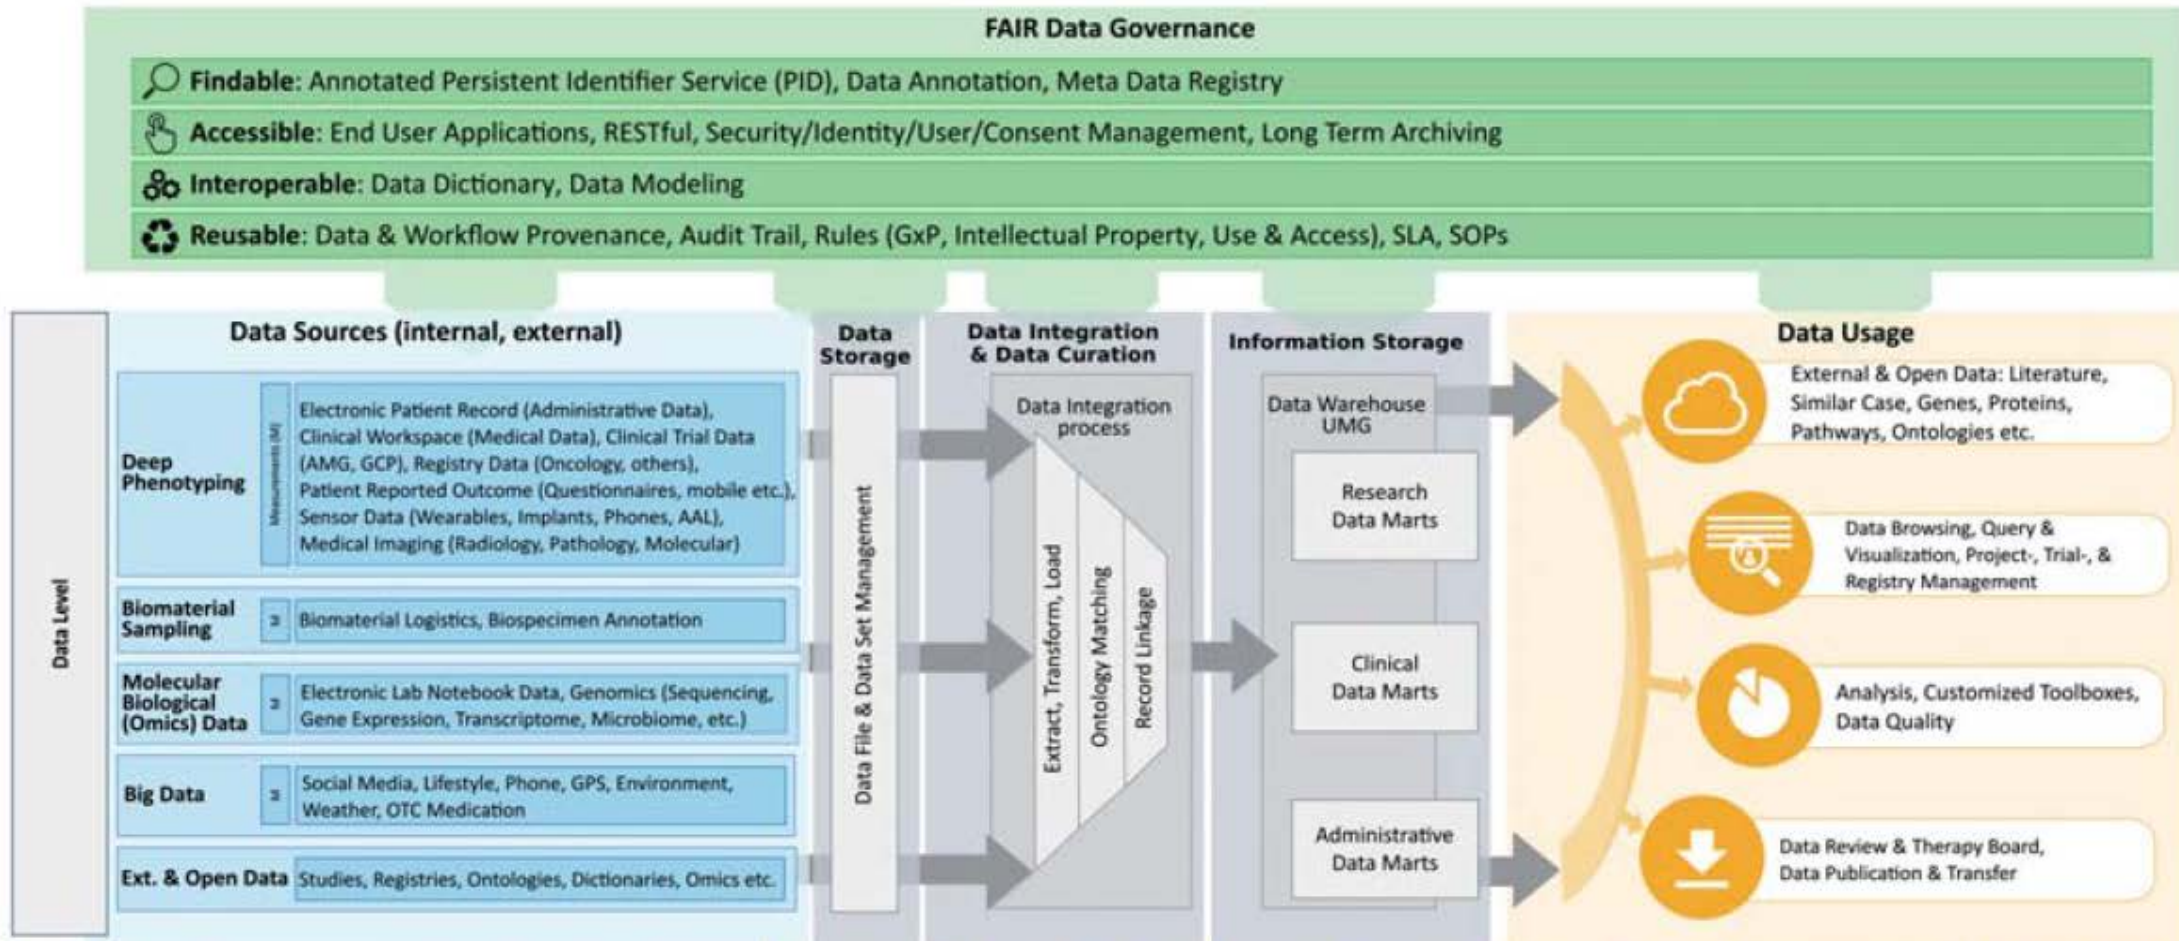 FAIR Data Governance
Findable: Annotated Persistent Identifier Service (PID), Data Annotation, Meta Data Registry
Accessible: End User Applications, RESTful, Security/Identity/User/Consent Management, Long Term Archiving
Interoperable: Data Dictionary, Data Modeling
Reusable: Data & Workflow Provenance, Audit Trail, Rules (GxP, Intellectual Property, Use & Access), SLA, SOPs
Data Level
Data Sources (internal, external)
Deep
Phenotyping
Measurements (M)
Electronic Patient Record (Administrative Data),
Clinical Workspace (Medical Data), Clinical Trial Data
(AMG, GCP), Registry Data (Oncology, others),
Patient Reported Outcome (Questionnaires, mobile etc.),
Sensor Data (Wearables, Implants, Phones, AAL),
Medical Imaging (Radiology, Pathology, Molecular)
Biomaterial
Sampling
M
Biomaterial Logistics, Biospecimen Annotation
Molecular
Biological
(Omics) Data
M
Electronic Lab Notebook Data, Genomics (Sequencing,
Gene Expression, Transcriptome, Microbiome, etc.)
Big Data
M
Social Media, Lifestyle, Phone, GPS, Environment,
Weather, OTC Medication
Ext. & Open Data
Studies, Registries, Ontologies, Dictionaries, Omics etc.
Data
Storage
Data File & Data Set Management
Data Integration
& Data Curation
Data Integration
process
Extract, Transform, Load
Ontology Matching
Record Linkage
Information Storage
Data Warehouse
UMG
Research
Data Marts
Clinical
Data Marts
Administrative
Data Marts
Data Usage
External & Open Data: Literature,
Similar Case, Genes, Proteins,
Pathways, Ontologies etc.
Data Browsing, Query &
Visualization, Project-, Trial-, &
Registry Management
Analysis, Customized Toolboxes,
Data Quality
Data Review & Therapy Board,
Data Publication & Transfer